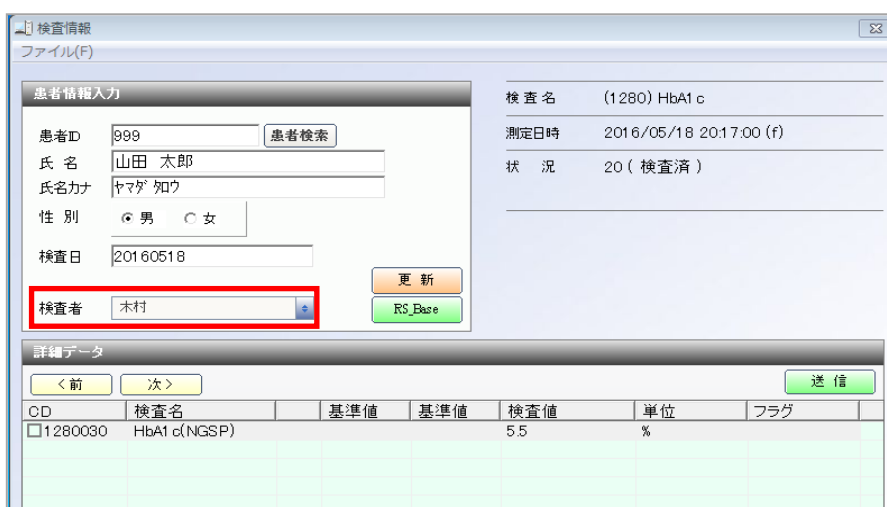 検査情報
ファイル(F)
患者情報入力
患者ID 999 患者検索
氏 名 山田 太郎
氏名カナ ヤマダ タロウ
性 別 男 女
検査日 20160518
検査者 木村
更 新
RS_Base
検 査 名 (1280) HbA1c
測定日時 2016/05/18 20:17:00 (f)
状 況 20 ( 検査済 )
詳細データ
<前 次> 送 信
CD 検査名 基準値 基準値 検査値 単位 フラグ
1280030 HbA1c(NGSP) 5.5 %